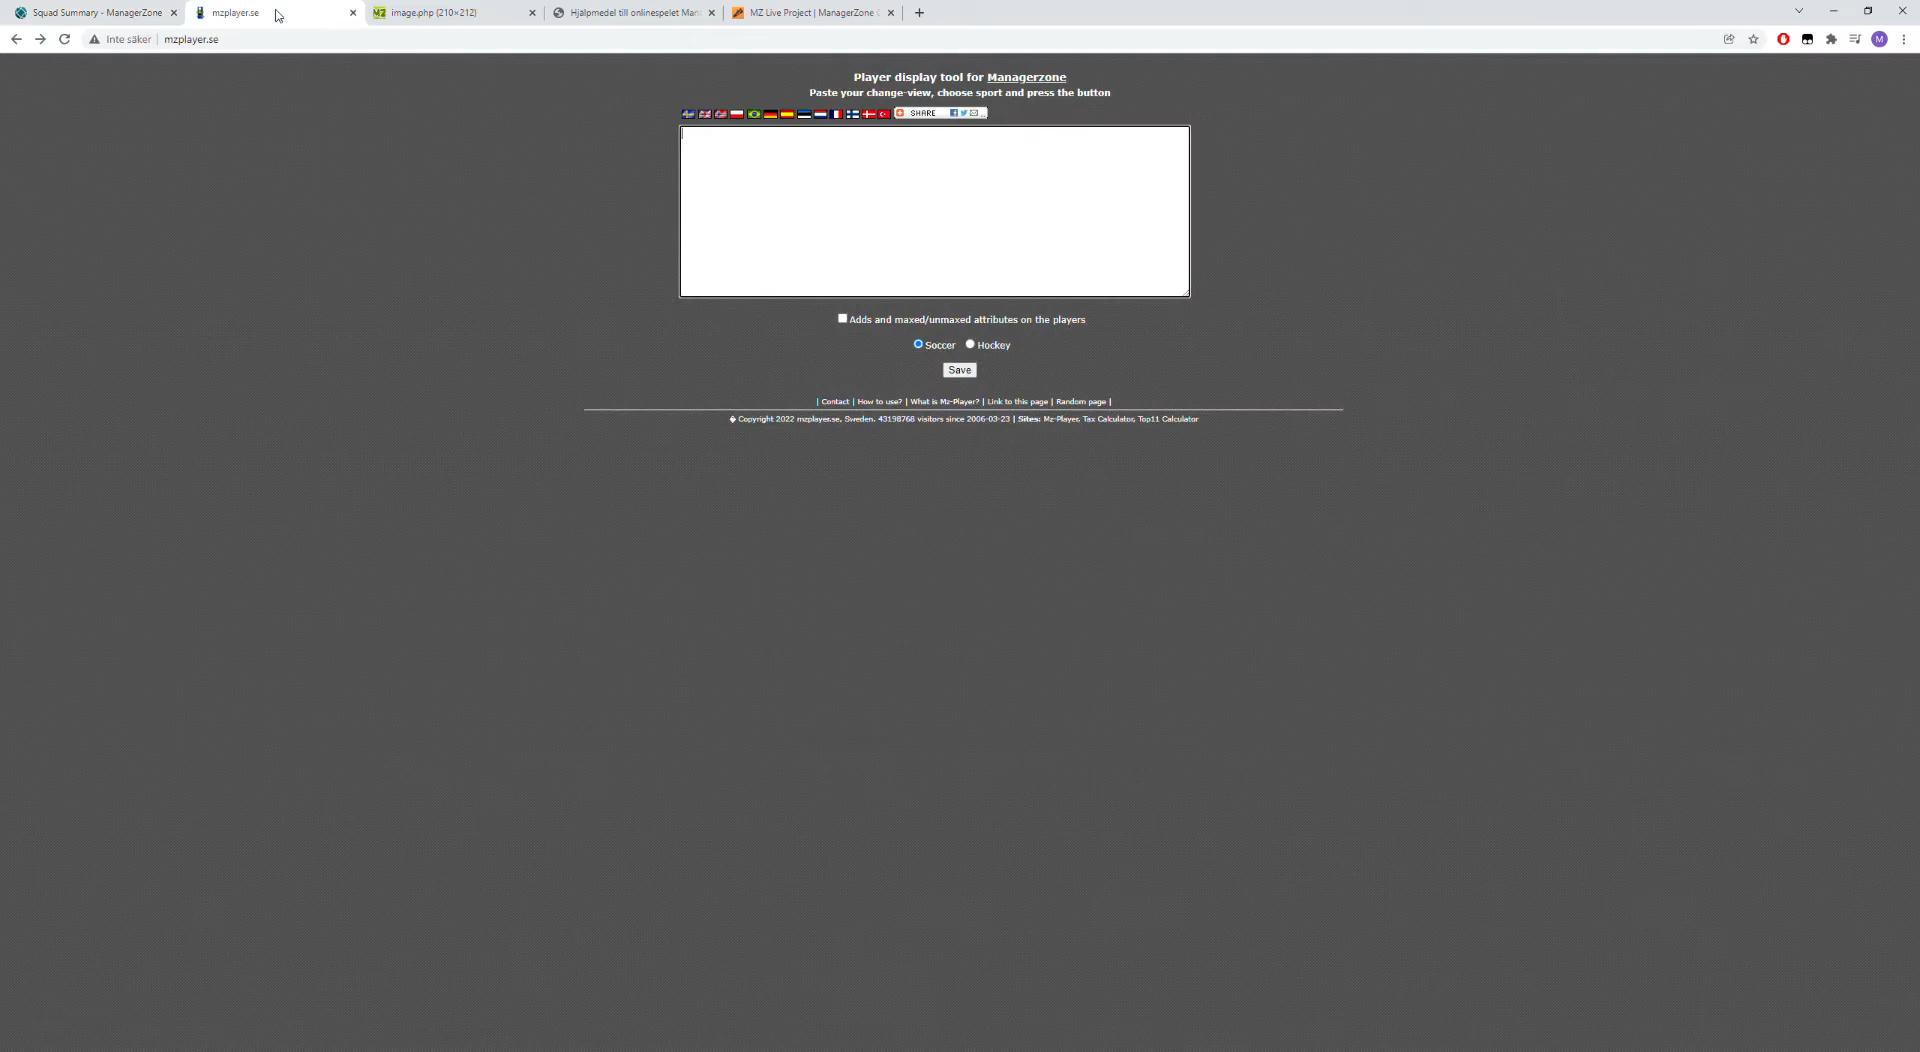 Squad Summary - ManagerZone
mzplayer.se
MZ image.php (210×212)
Hjälpmedel till onlinespelet Man
MZ Live Project | ManagerZone
Inte säker | mzplayer.se
M
Player display tool for Managerzone
Paste your change-view, choose sport and press the button
SHARE
Adds and maxed/unmaxed attributes on the players
Soccer Hockey
Save
| Contact | How to use? | What is Mz-Player? | Link to this page | Random page |
� Copyright 2022 mzplayer.se, Sweden. 43198768 visitors since 2006-03-23 | Sites: Mz-Player, Tax Calculator, Top11 Calculator